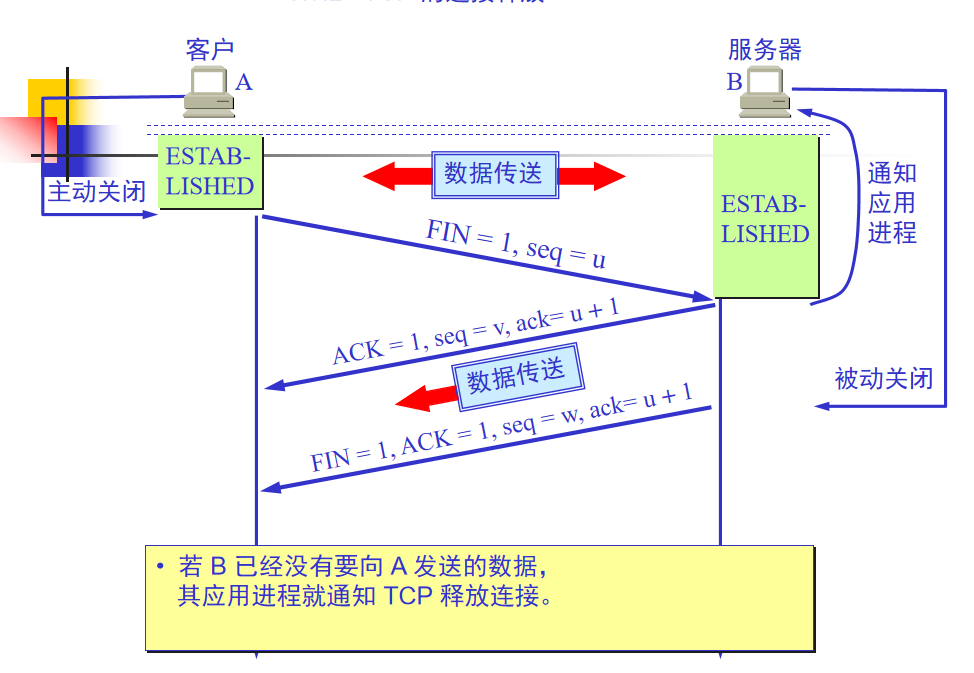 客户
A
服务器
B
ESTAB-
LISHED
主动关闭
数据传送
ESTAB-
LISHED
通知
应用
进程
FIN = 1, seq = u
ACK = 1, seq = v, ack= u + 1
数据传送
被动关闭
FIN = 1, ACK = 1, seq = w, ack= u + 1
• 若 B 已经没有要向 A 发送的数据,
其应用进程就通知 TCP 释放连接。